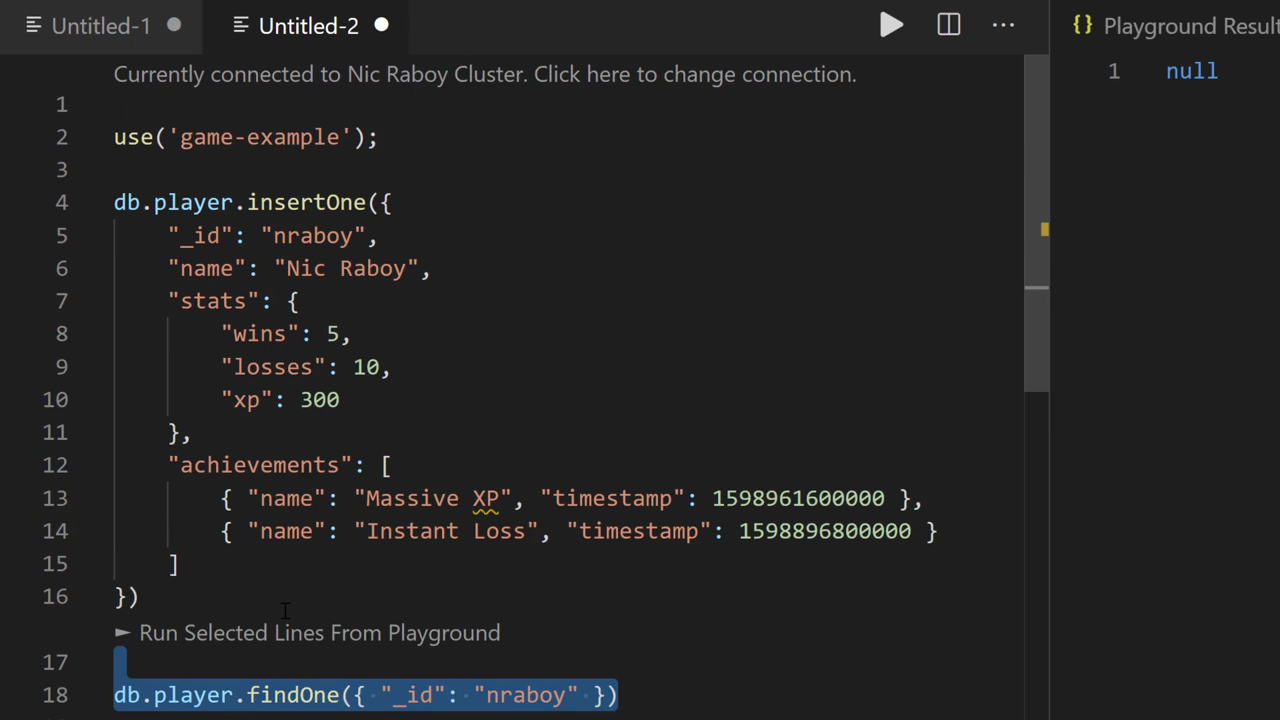 Untitled-1 Untitled-2 Playground Result
Currently connected to Nic Raboy Cluster. Click here to change connection. 1 null
1
2 use('game-example');
3
4 db.player.insertOne({
5 "_id": "nraboy",
6 "name": "Nic Raboy",
7 "stats": {
8 "wins": 5,
9 "losses": 10,
10 "xp": 300
11 },
12 "achievements": [
13 { "name": "Massive XP", "timestamp": 1598961600000 },
14 { "name": "Instant Loss", "timestamp": 1598896800000 }
15 ]
16 })
► Run Selected Lines From Playground
17
18 db.player.findOne({ "_id": "nraboy" })